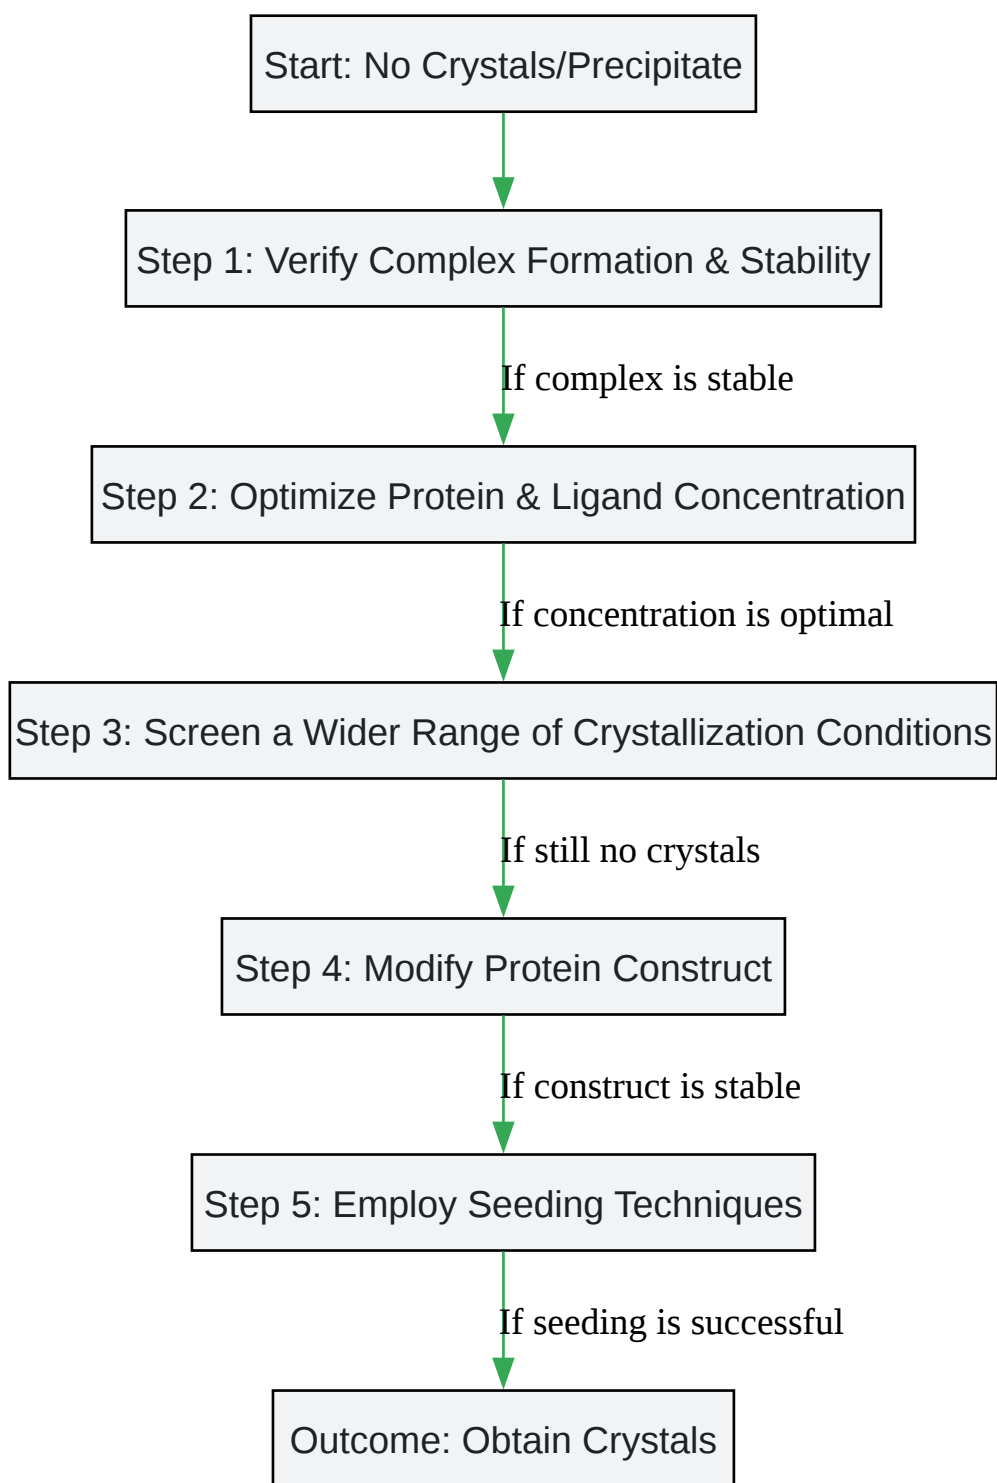 Start: No Crystals/Precipitate
Step 1: Verify Complex Formation & Stability
If complex is stable
Step 2: Optimize Protein & Ligand Concentration
If concentration is optimal
Step 3: Screen a Wider Range of Crystallization Conditions
If still no crystals
Step 4: Modify Protein Construct
If construct is stable
Step 5: Employ Seeding Techniques
If seeding is successful
Outcome: Obtain Crystals